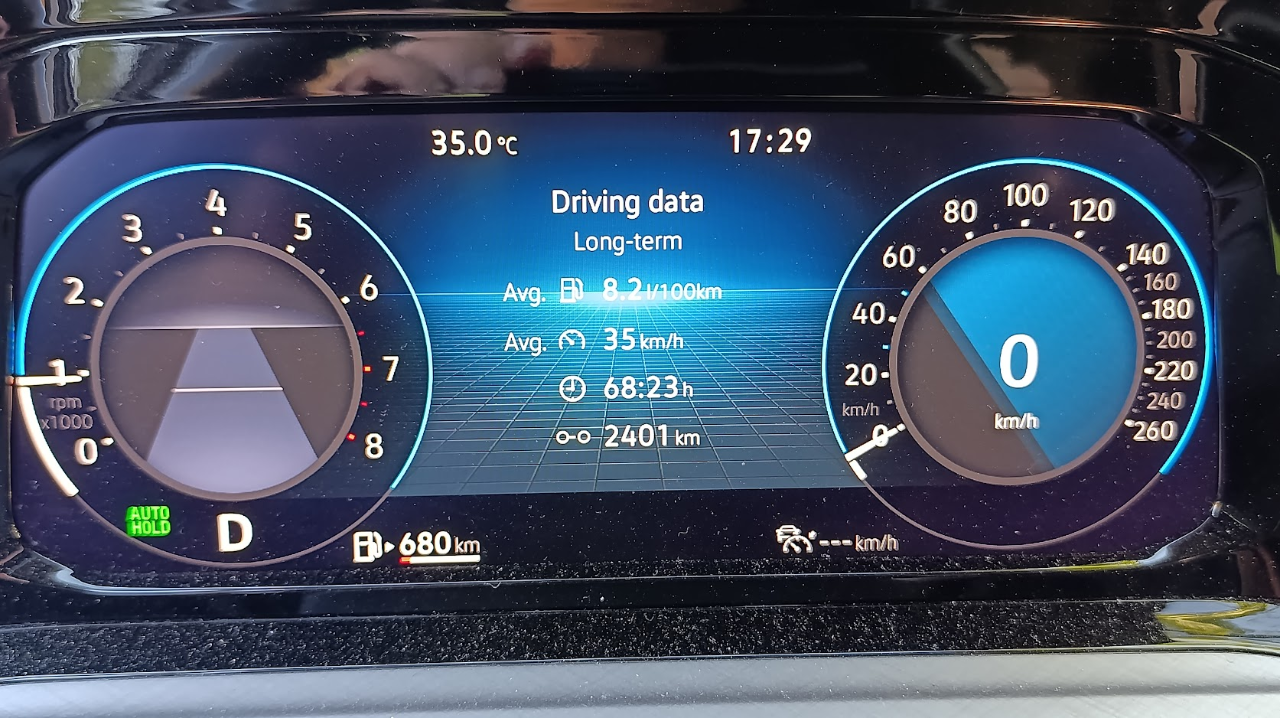 35.0 °C
17:29
Driving data
Long-term
Avg. 8.2 l/100km
Avg. 35 km/h
68:23 h
2401 km
0
1
2
3
4
5
6
7
8
rpm
x1000
0
20
40
60
80
100
120
140
160
180
200
220
240
260
km/h
0
km/h
AUTO
HOLD
D
680 km
--- km/h